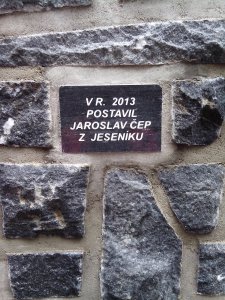 V R. 2013
POSTAVIL
JAROSLAV ČEP
Z JESENÍKU